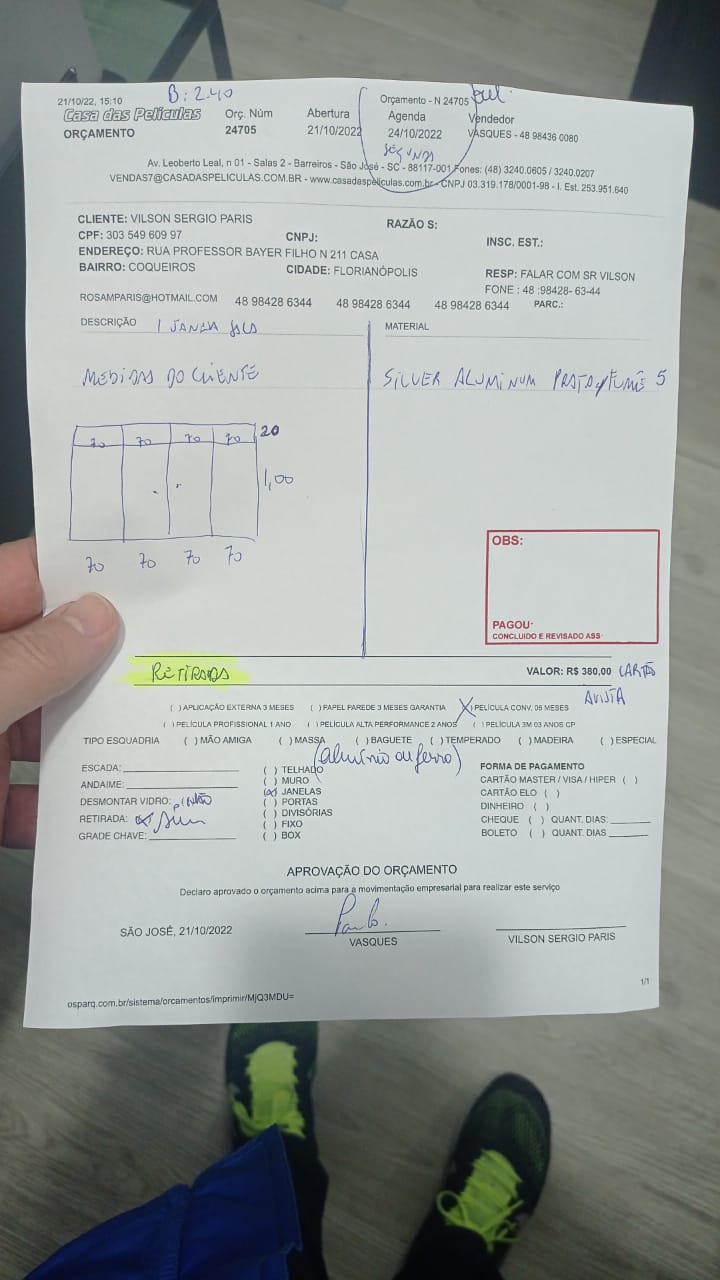 21/10/22, 15:10
B: 2.40
Orçamento - N 24705
Casa das Películas
Orç. Núm
Abertura
Agenda
Vendedor
ORÇAMENTO
24705
21/10/2022
24/10/2022
VASQUES - 48 98436 0080
SEGUNDA
Av. Leoberto Leal, n 01 - Salas 2 - Barreiros - São José - SC - 88117-001 Fones: (48) 3240.0605 / 3240.0207
VENDAS7@CASADASPELICULAS.COM.BR - www.casadaspeliculas.com.br - CNPJ 03.319.178/0001-98 - I. Est. 253.951.640
CLIENTE: VILSON SERGIO PARIS
RAZÃO S:
CPF: 303 549 609 97
CNPJ:
INSC. EST.:
ENDEREÇO: RUA PROFESSOR BAYER FILHO N 211 CASA
BAIRRO: COQUEIROS
CIDADE: FLORIANÓPOLIS
RESP: FALAR COM SR VILSON
FONE : 48 :98428- 63-44
ROSAMPARIS@HOTMAIL.COM 48 98428 6344 48 98428 6344 48 98428 6344 PARC.:
DESCRIÇÃO 1 JANELA
MATERIAL
MEDIDAS DO CLIENTE
SILVER ALUMINUM PRATA FUMÊ 5
70 70 70 70 20
1,00
70 70 70 70
OBS:
PAGOU:
CONCLUIDO E REVISADO ASS:
RETIRADA
VALOR: R$ 380,00 CARTÃO
AVISTA
( ) APLICAÇÃO EXTERNA 3 MESES ( ) PAPEL PAREDE 3 MESES GARANTIA (X) PELÍCULA CONV. 06 MESES
( ) PELÍCULA PROFISSIONAL 1 ANO ( ) PELÍCULA ALTA PERFORMANCE 2 ANOS ( ) PELÍCULA 3M 03 ANOS CP
TIPO ESQUADRIA ( ) MÃO AMIGA ( ) MASSA ( ) BAGUETE ( ) TEMPERADO ( ) MADEIRA ( ) ESPECIAL
(alumínio ou ferro)
ESCADA:
ANDAIME:
DESMONTAR VIDRO: NÃO
RETIRADA: (x) Sim
GRADE CHAVE:
( ) TELHADO
( ) MURO
(x) JANELAS
( ) PORTAS
( ) DIVISÓRIAS
( ) FIXO
( ) BOX
FORMA DE PAGAMENTO
CARTÃO MASTER / VISA / HIPER ( )
CARTÃO ELO ( )
DINHEIRO ( )
CHEQUE ( ) QUANT. DIAS:
BOLETO ( ) QUANT. DIAS
APROVAÇÃO DO ORÇAMENTO
Declaro aprovado o orçamento acima para a movimentação empresarial para realizar este serviço
SÃO JOSÉ, 21/10/2022
Paulo.
VASQUES
VILSON SERGIO PARIS
1/1
osparq.com.br/sistema/orcamentos/imprimir/MjQ3MDU=